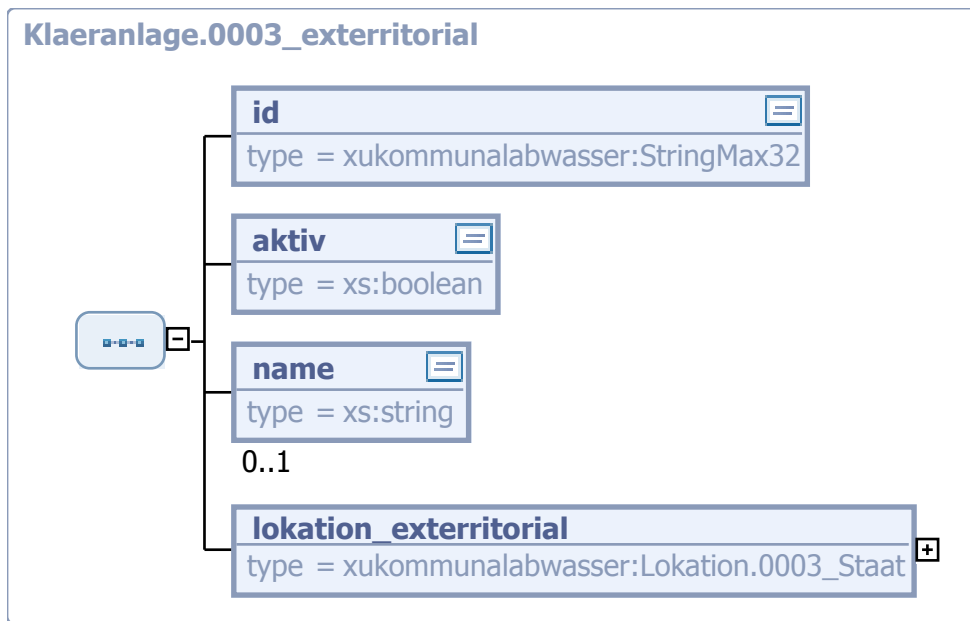 Klaeranlage.0003_exterritorial
id
type = xukommunalabwasser:StringMax32
aktiv
type = xs:boolean
name
type = xs:string
0..1
lokation_exterritorial
type = xukommunalabwasser:Lokation.0003_Staat